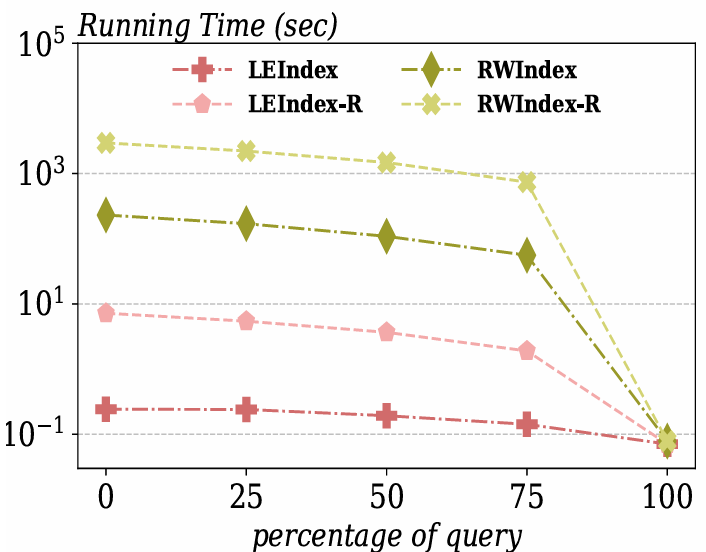 Running Time (sec)
10^5
LEIndex
RWIndex
LEIndex-R
RWIndex-R
10^3
10^1
10^−1
0 25 50 75 100
percentage of query